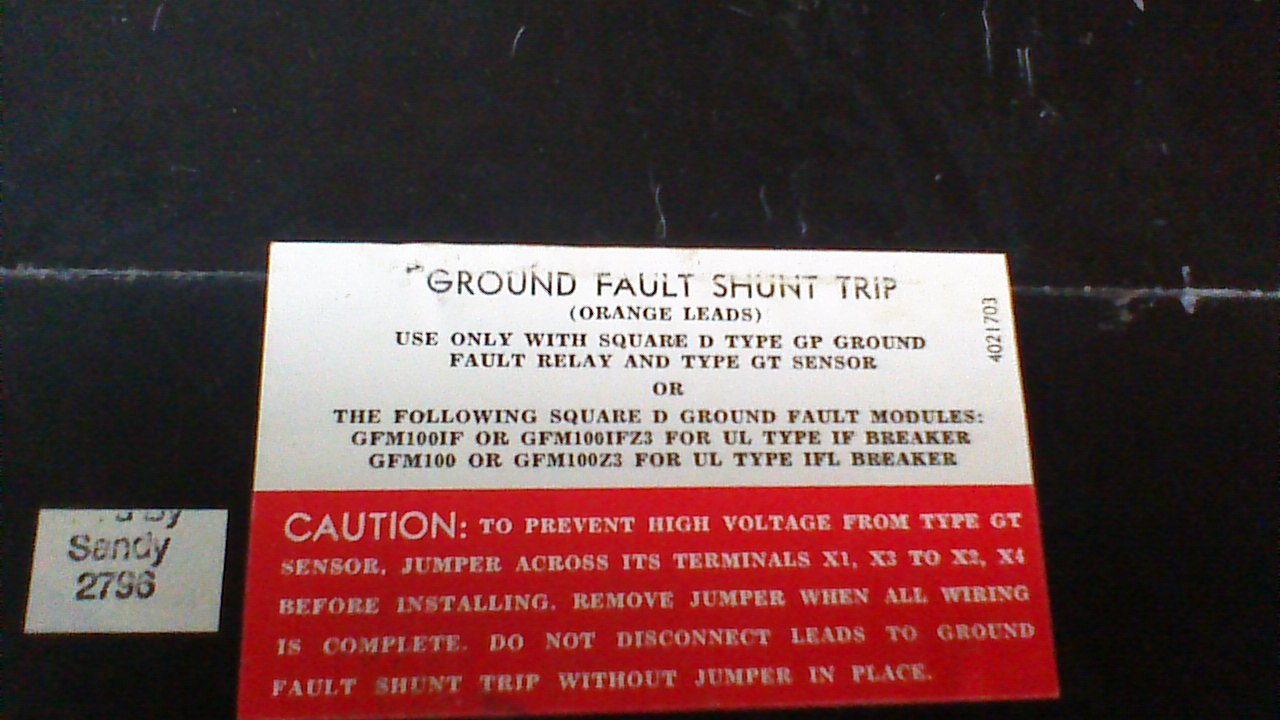 GROUND FAULT SHUNT TRIP
(ORANGE LEADS)
USE ONLY WITH SQUARE D TYPE GP GROUND
FAULT RELAY AND TYPE GT SENSOR
OR
THE FOLLOWING SQUARE D GROUND FAULT MODULES:
GFM100IF OR GFM100IFZ3 FOR UL TYPE IF BREAKER
GFM100 OR GFM100Z3 FOR UL TYPE IFL BREAKER
4021703
CAUTION: TO PREVENT HIGH VOLTAGE FROM TYPE GT
SENSOR, JUMPER ACROSS ITS TERMINALS X1, X3 TO X2, X4
BEFORE INSTALLING. REMOVE JUMPER WHEN ALL WIRING
IS COMPLETE. DO NOT DISCONNECT LEADS TO GROUND
FAULT SHUNT TRIP WITHOUT JUMPER IN PLACE.
by
Sandy
2796